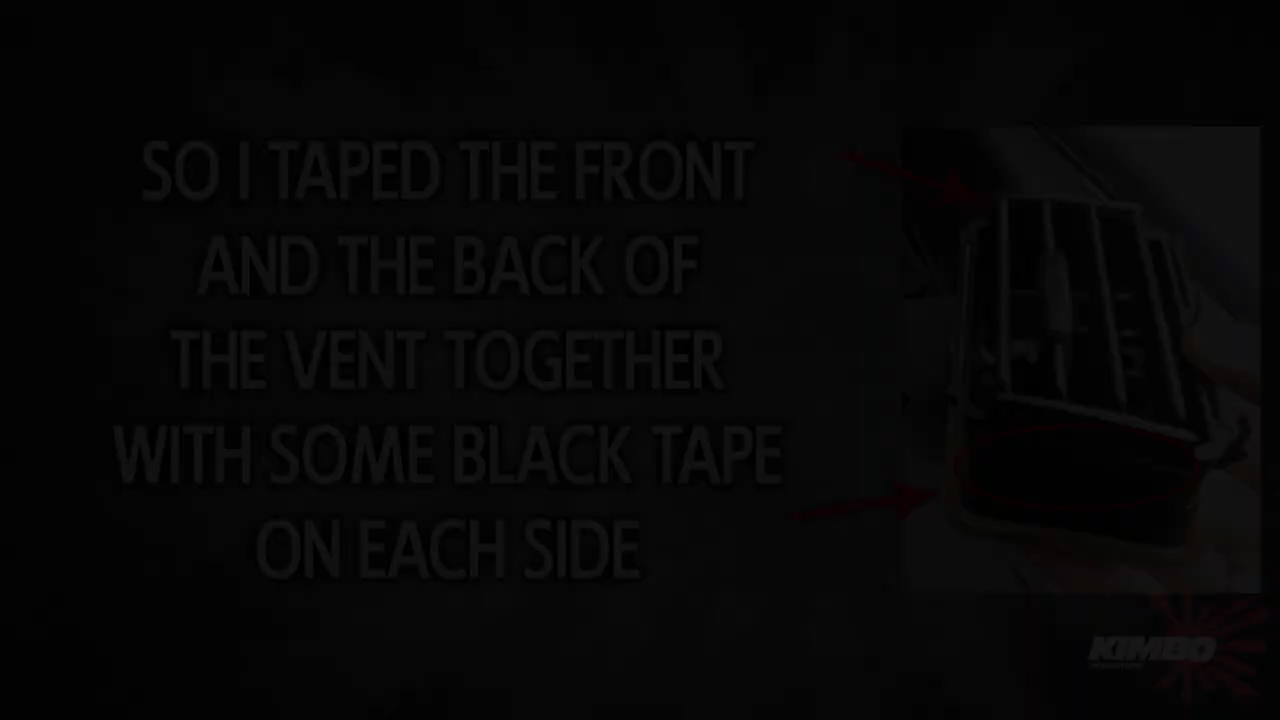 SO I TAPED THE FRONT
AND THE BACK OF
THE VENT TOGETHER
WITH SOME BLACK TAPE
ON EACH SIDE
KIMBO